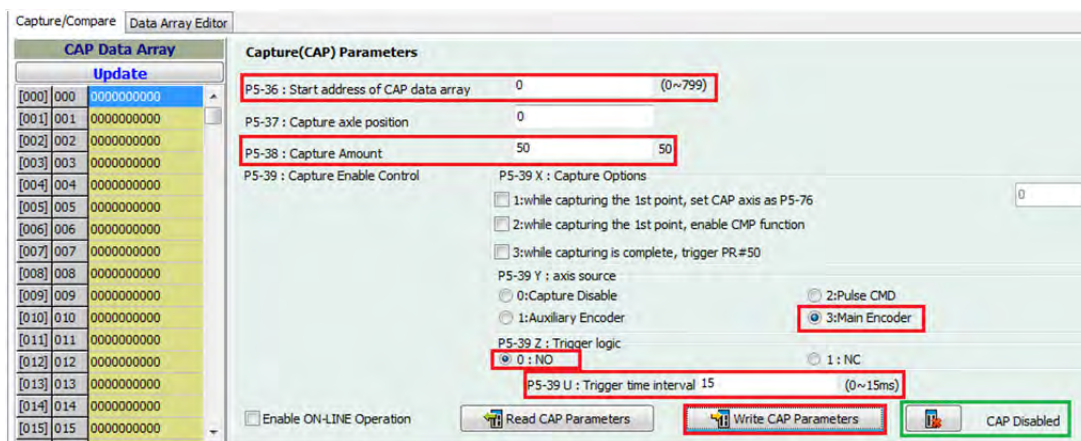 Capture/Compare Data Array Editor
CAP Data Array
Update
[000] 000 0000000000
[001] 001 0000000000
[002] 002 0000000000
[003] 003 0000000000
[004] 004 0000000000
[005] 005 0000000000
[006] 006 0000000000
[007] 007 0000000000
[008] 008 0000000000
[009] 009 0000000000
[010] 010 0000000000
[011] 011 0000000000
[012] 012 0000000000
[013] 013 0000000000
[014] 014 0000000000
[015] 015 0000000000
Capture(CAP) Parameters
P5-36 : Start address of CAP data array 0 (0~799)
P5-37 : Capture axle position 0
P5-38 : Capture Amount 50 50
P5-39 : Capture Enable Control
P5-39 X : Capture Options
1:while capturing the 1st point, set CAP axis as P5-76 0
2:while capturing the 1st point, enable CMP function
3:while capturing is complete, trigger PR#50
P5-39 Y : axis source
0:Capture Disable 2:Pulse CMD
1:Auxiliary Encoder 3:Main Encoder
P5-39 Z : Trigger logic
0 : NO 1 : NC
P5-39 U : Trigger time interval 15 (0~15ms)
Enable ON-LINE Operation Read CAP Parameters Write CAP Parameters CAP Disabled